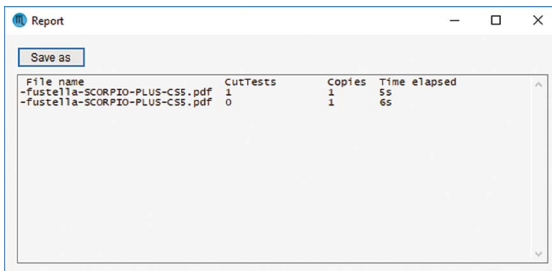 Report
Save as
File name CutTests Copies Time elapsed
-fustella-SCORPIO-PLUS-CS5.pdf 1 1 5s
-fustella-SCORPIO-PLUS-CS5.pdf 0 1 6s